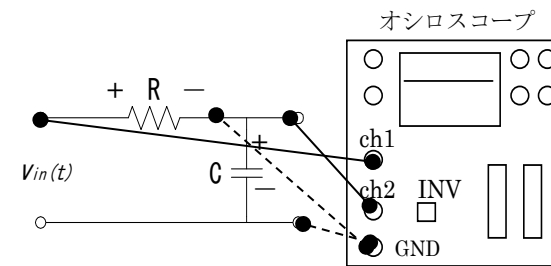 オシロスコープ
+ R −
ch1
+
Vin(t)
C
−
ch2 INV
GND